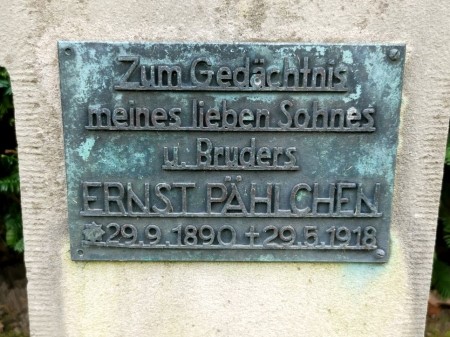 Zum Gedächtnis
meines lieben Sohnes
u. Bruders
ERNST PÄHLCHEN
* 29.9.1890 + 29.5.1918